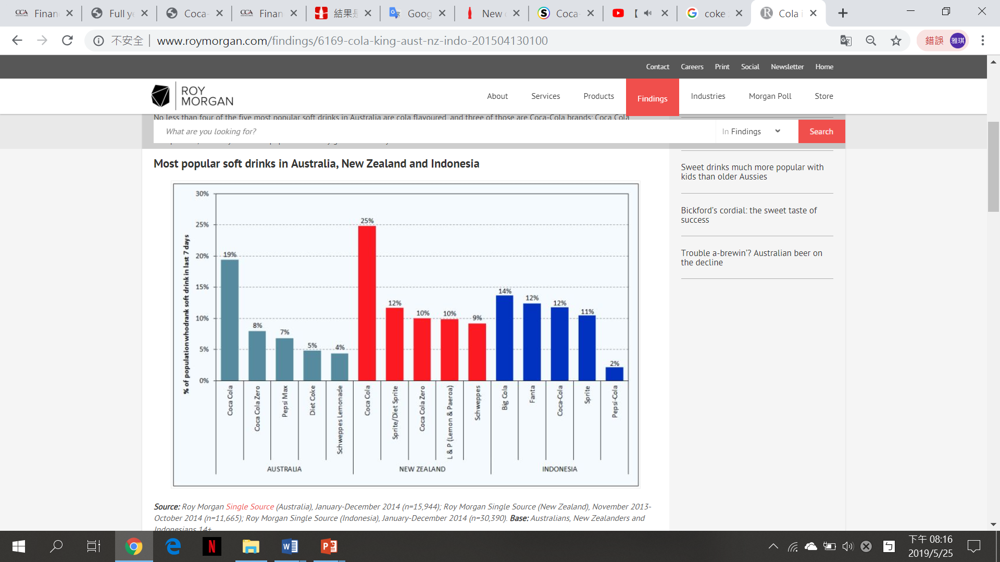 Finan
Full ye
Coca-
Finan
結果是
Goog
New
Coca-
【
coke
Cola i
不安全
www.roymorgan.com/findings/6169-cola-king-aust-nz-indo-201504130100
錯誤
雅琪
Contact Careers Print Social Newsletter Home
ROY
MORGAN
About Services Products Findings Industries Morgan Poll Store
No less than four of the five most popular soft drinks in Australia are cola flavoured, and three of those are Coca-Cola brands: Coca Cola
What are you looking for?
In Findings
Search
Most popular soft drinks in Australia, New Zealand and Indonesia
% of population who drank soft drink in last 7 days
30%
25%
20%
15%
10%
5%
0%
19%
8%
7%
5%
4%
25%
12%
10%
10%
9%
14%
12%
12%
11%
2%
Coca Cola
Coca Cola Zero
Pepsi Max
Diet Coke
Schweppes Lemonade
Coca Cola
Sprite/Diet Sprite
Coca Cola Zero
L & P (Lemon & Paeroa)
Schweppes
Big Cola
Fanta
Coca-Cola
Sprite
Pepsi-Cola
AUSTRALIA
NEW ZEALAND
INDONESIA
Source: Roy Morgan Single Source (Australia), January-December 2014 (n=15,944); Roy Morgan Single Source (New Zealand), November 2013-
October 2014 (n=11,665); Roy Morgan Single Source (Indonesia), January-December 2014 (n=30,390). Base: Australians, New Zealanders and
Indonesians 14+
Sweet drinks much more popular with
kids than older Aussies
Bickford's cordial: the sweet taste of
success
Trouble a-brewin'? Australian beer on
the decline
下午 08:16
2019/5/25